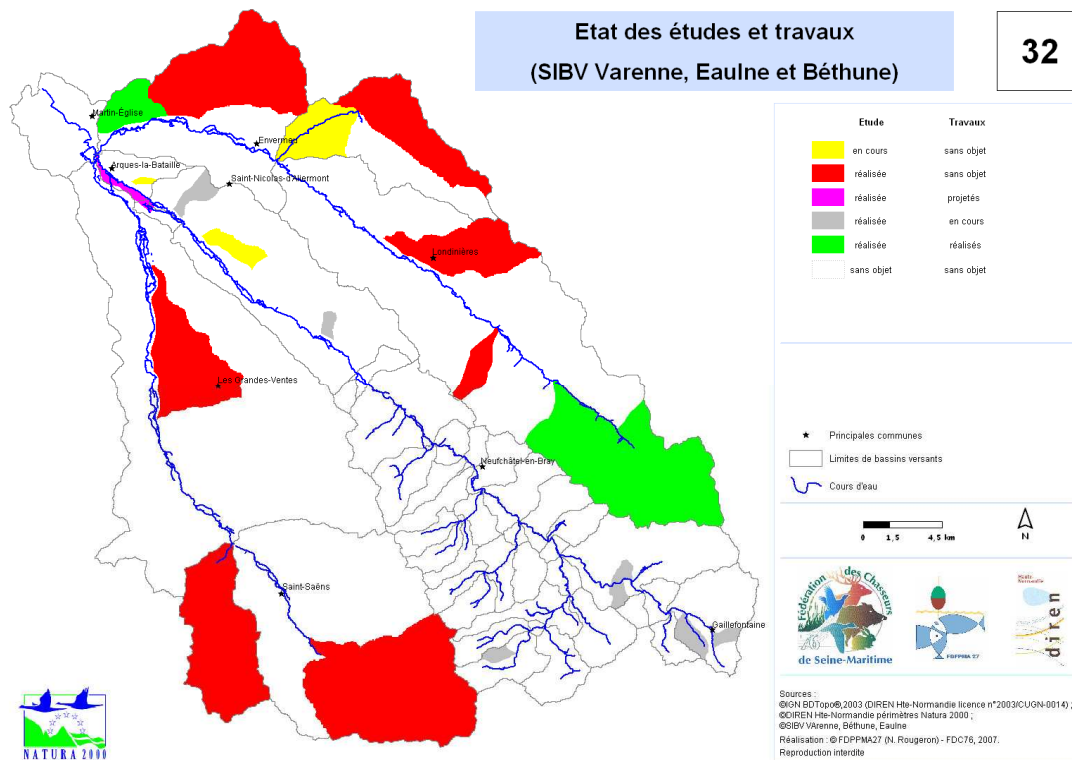 Etat des études et travaux
(SIBV Varenne, Eaulne et Béthune)
32
Etude Travaux
en cours sans objet
réalisée sans objet
réalisée projetés
réalisée en cours
réalisée réalisés
sans objet sans objet
Martin-Église
Envermeu
Arques-la-Bataille
Saint-Nicolas-d'Aliermont
Londinières
Les Grandes-Ventes
Neufchâtel-en-Bray
Saint-Saëns
Gaillefontaine
Principales communes
Limites de bassins versants
Cours d'eau
0 1,5 4,5 km
N
Fédération des Chasseurs
de Seine-Maritime
FDPPMA 27
Haute-
Normandie
diren
NATURA 2000
Sources :
©IGN BDTopo®,2003 (DIREN Hte-Normandie licence n°2003/CUGN-0014) ;
©DIREN Hte-Normandie périmètres Natura 2000 ;
©SIBV VArenne, Béthune, Eaulne
Réalisation : © FDPPMA27 (N. Rougeron) - FDC76, 2007.
Reproduction interdite